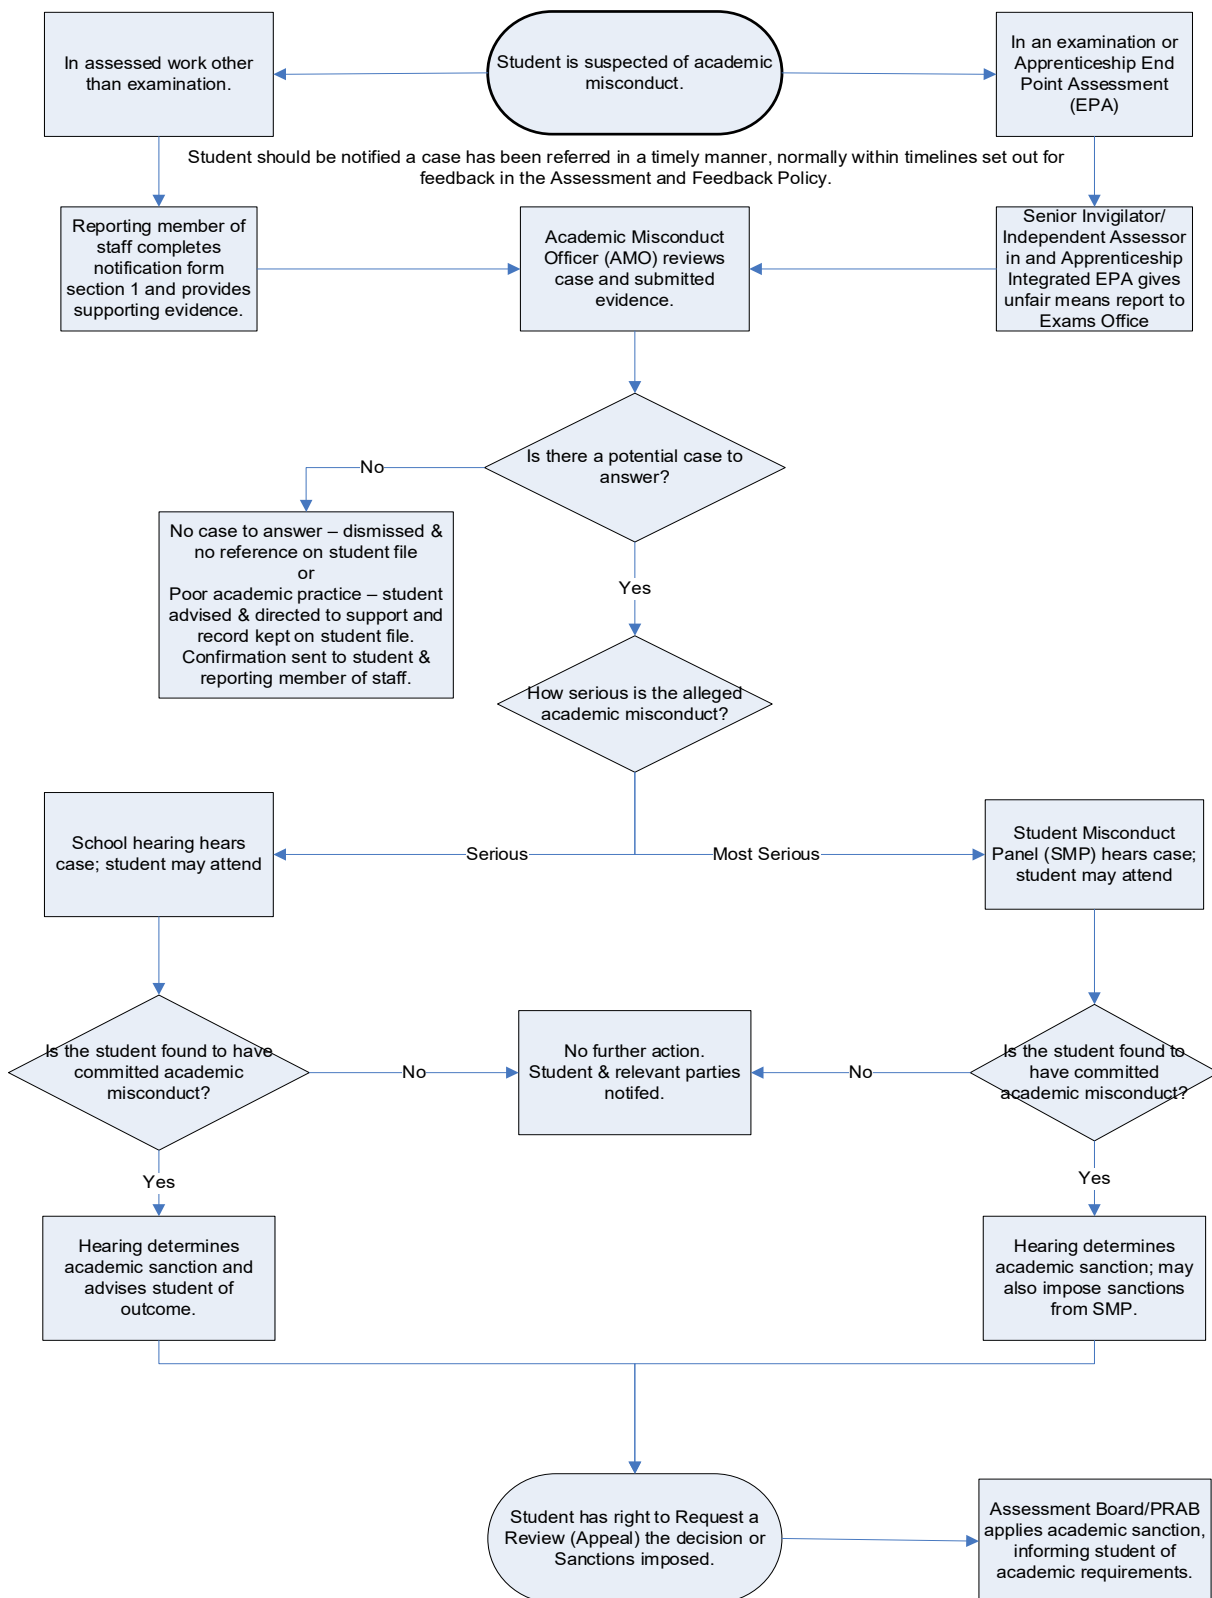 In assessed work other
than examination.
Student is suspected of academic
misconduct.
In an examination or
Apprenticeship End
Point Assessment
(EPA)
Student should be notified a case has been referred in a timely manner, normally within timelines set out for
feedback in the Assessment and Feedback Policy.
Reporting member of
staff completes
notification form
section 1 and provides
supporting evidence.
Academic Misconduct
Officer (AMO) reviews
case and submitted
evidence.
Senior Invigilator/
Independent Assessor
in and Apprenticeship
Integrated EPA gives
unfair means report to
Exams Office
Is there a potential case to
answer?
No
No case to answer – dismissed &
no reference on student file
or
Poor academic practice – student
advised & directed to support and
record kept on student file.
Confirmation sent to student &
reporting member of staff.
Yes
How serious is the alleged
academic misconduct?
School hearing hears
case; student may attend
Serious
Most Serious
Student Misconduct
Panel (SMP) hears case;
student may attend
Is the student found to have
committed academic
misconduct?
No
No further action.
Student & relevant parties
notifed.
No
Is the student found to
have committed
academic misconduct?
Yes
Yes
Hearing determines
academic sanction and
advises student of
outcome.
Hearing determines
academic sanction; may
also impose sanctions
from SMP.
Student has right to Request a
Review (Appeal) the decision or
Sanctions imposed.
Assessment Board/PRAB
applies academic sanction,
informing student of
academic requirements.